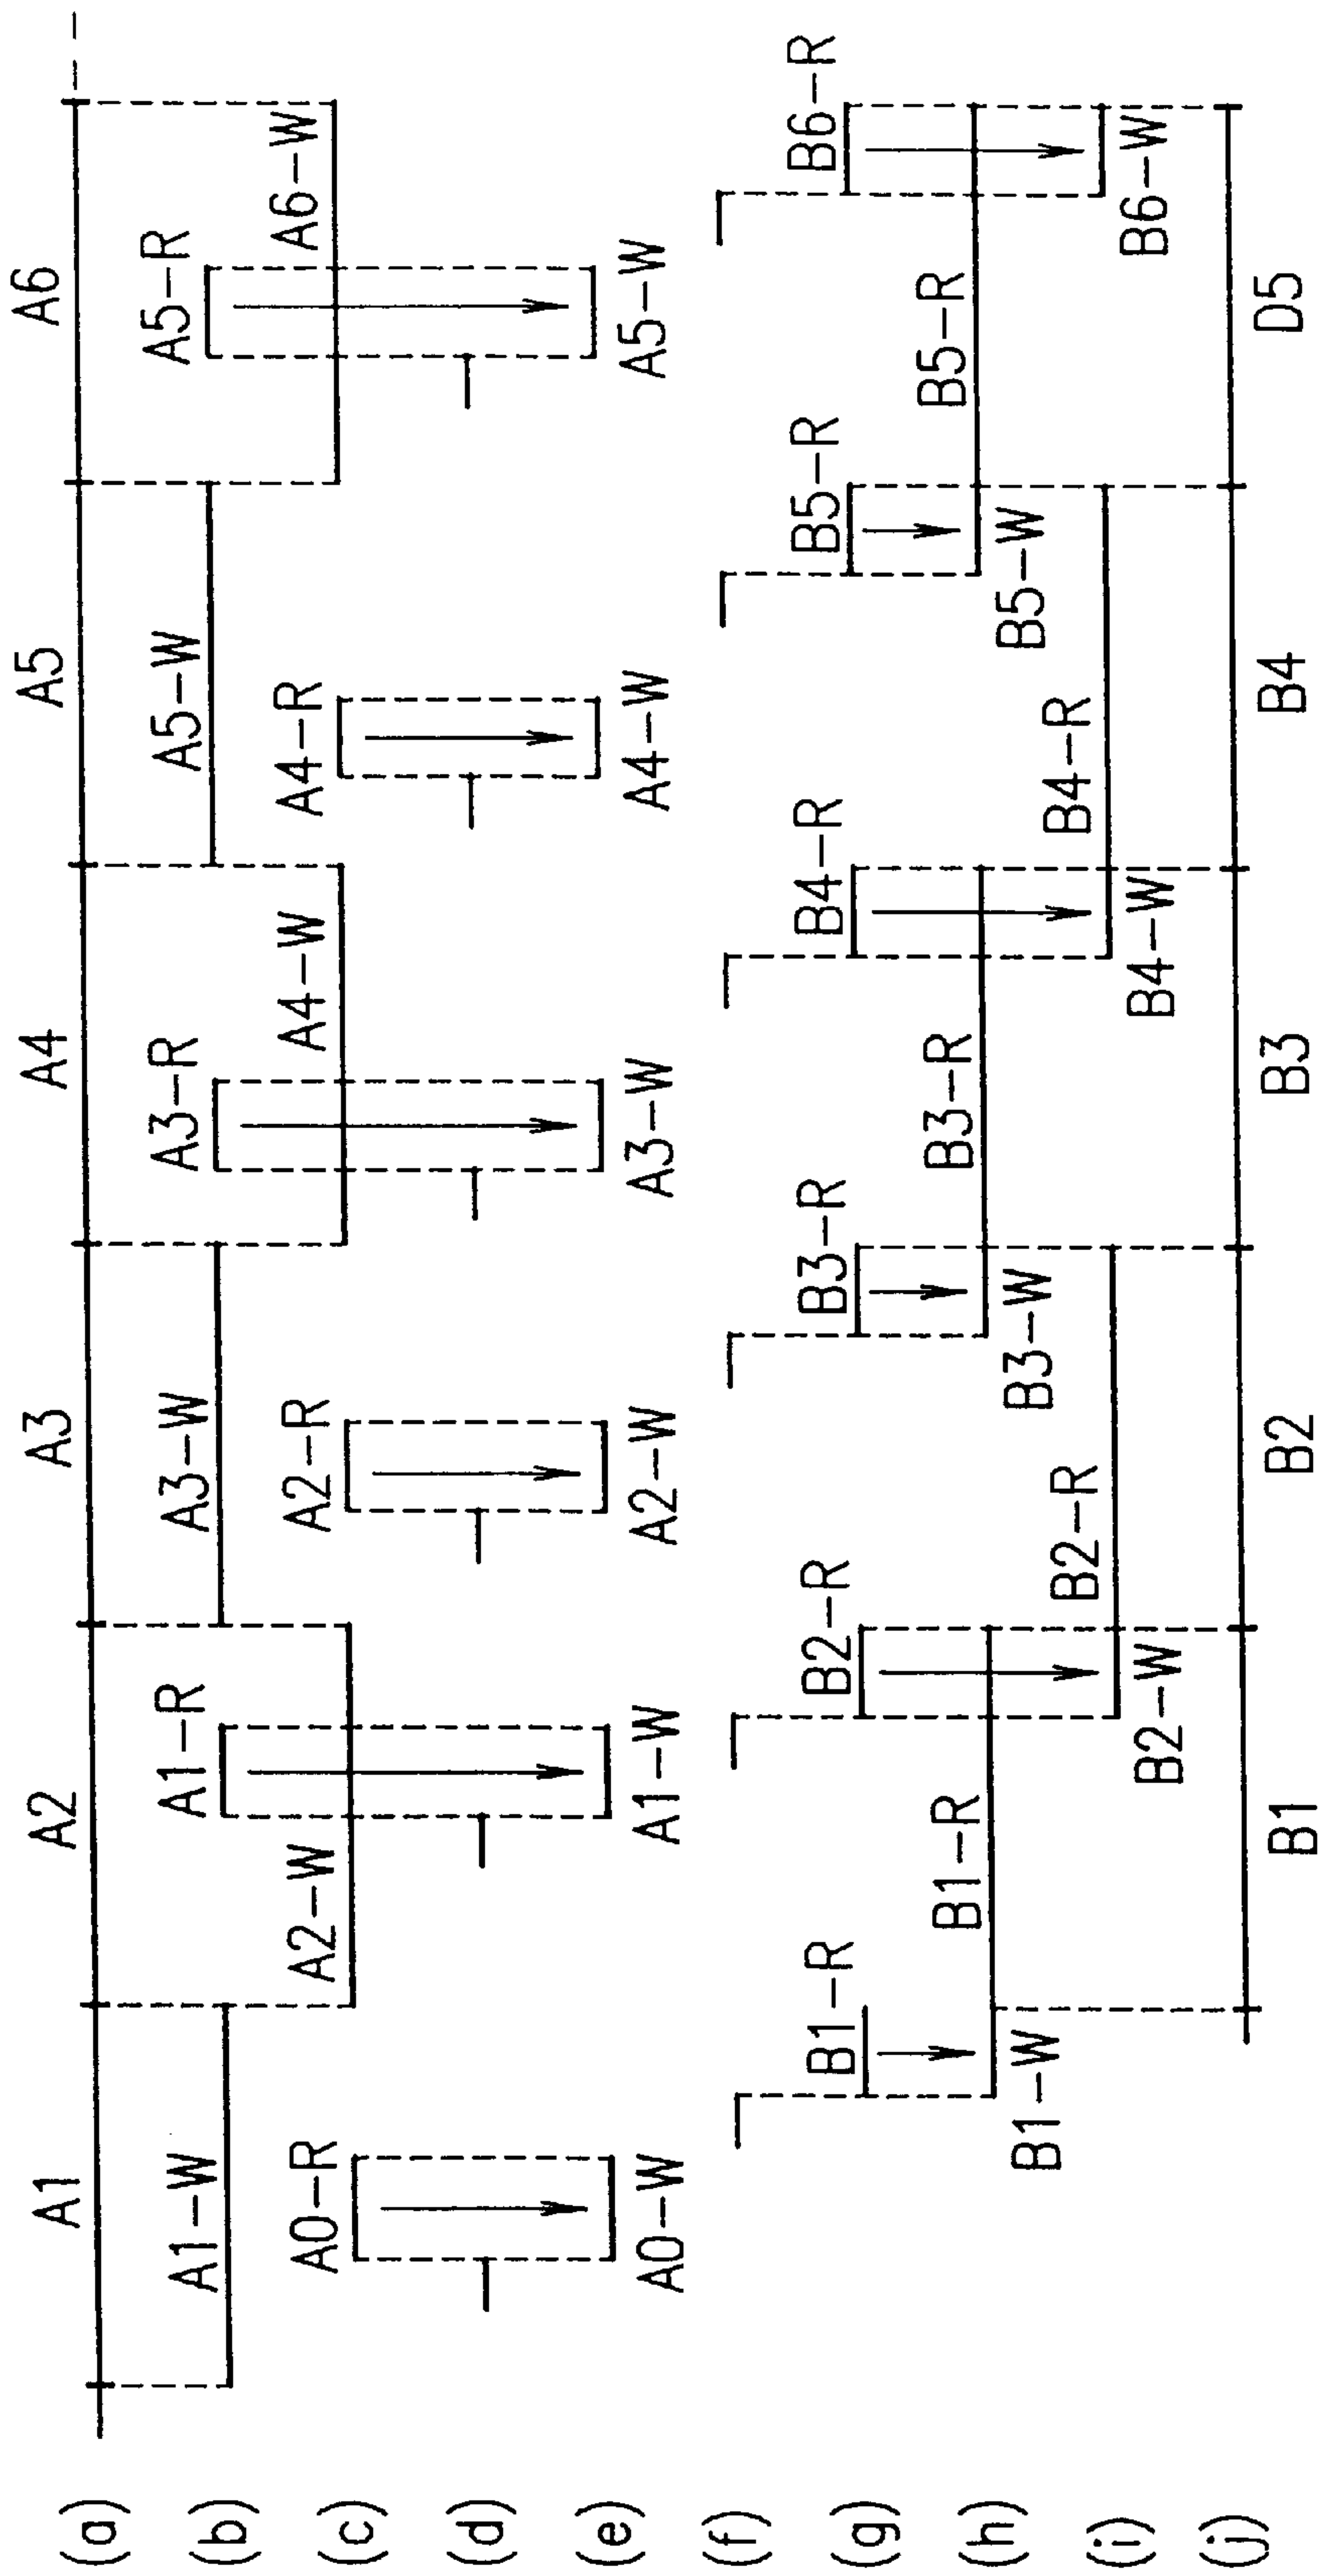 (a) A1 A2 A3 A4 A5 A6
(b) A1-W A1-R A3-W A3-R A5-W A5-R
(c) A0-R A2-W A2-R A4-W A4-R A6-W
(d)
(e) A0-W A1-W A2-W A3-W A4-W A5-W
(f)
(g) B1-R B2-R B3-R B4-R B5-R B6-R
(h) B1-W B1-R B3-W B3-R B5-W B5-R
(i) B2-W B2-R B4-W B4-R B6-W
(j) B1 B2 B3 B4 D5